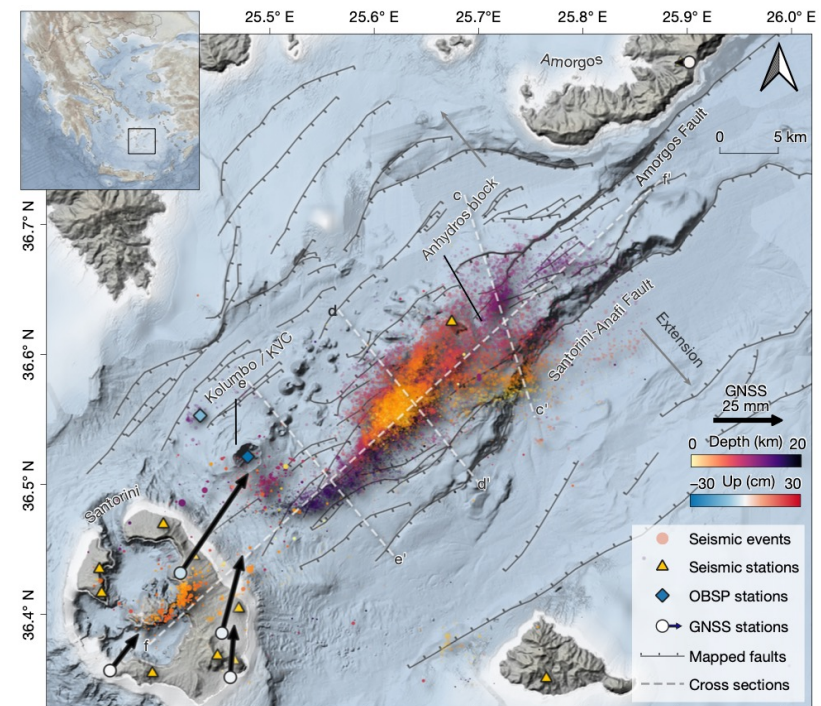 25.5° E
25.6° E
25.7° E
25.8° E
25.9° E
26.0° E
Amorgos
0 5 km
Amorgos Fault
f'
c
36.7° N
Anhydros block
d
Santorini-Anafi Fault
36.6° N
Extension
Kolumbo / KVC
e
GNSS
25 mm
c'
0 Depth (km) 20
−30 Up (cm) 30
36.5° N
d'
Santorini
e'
Seismic events
Seismic stations
OBSP stations
36.4° N
GNSS stations
f
Mapped faults
Cross sections